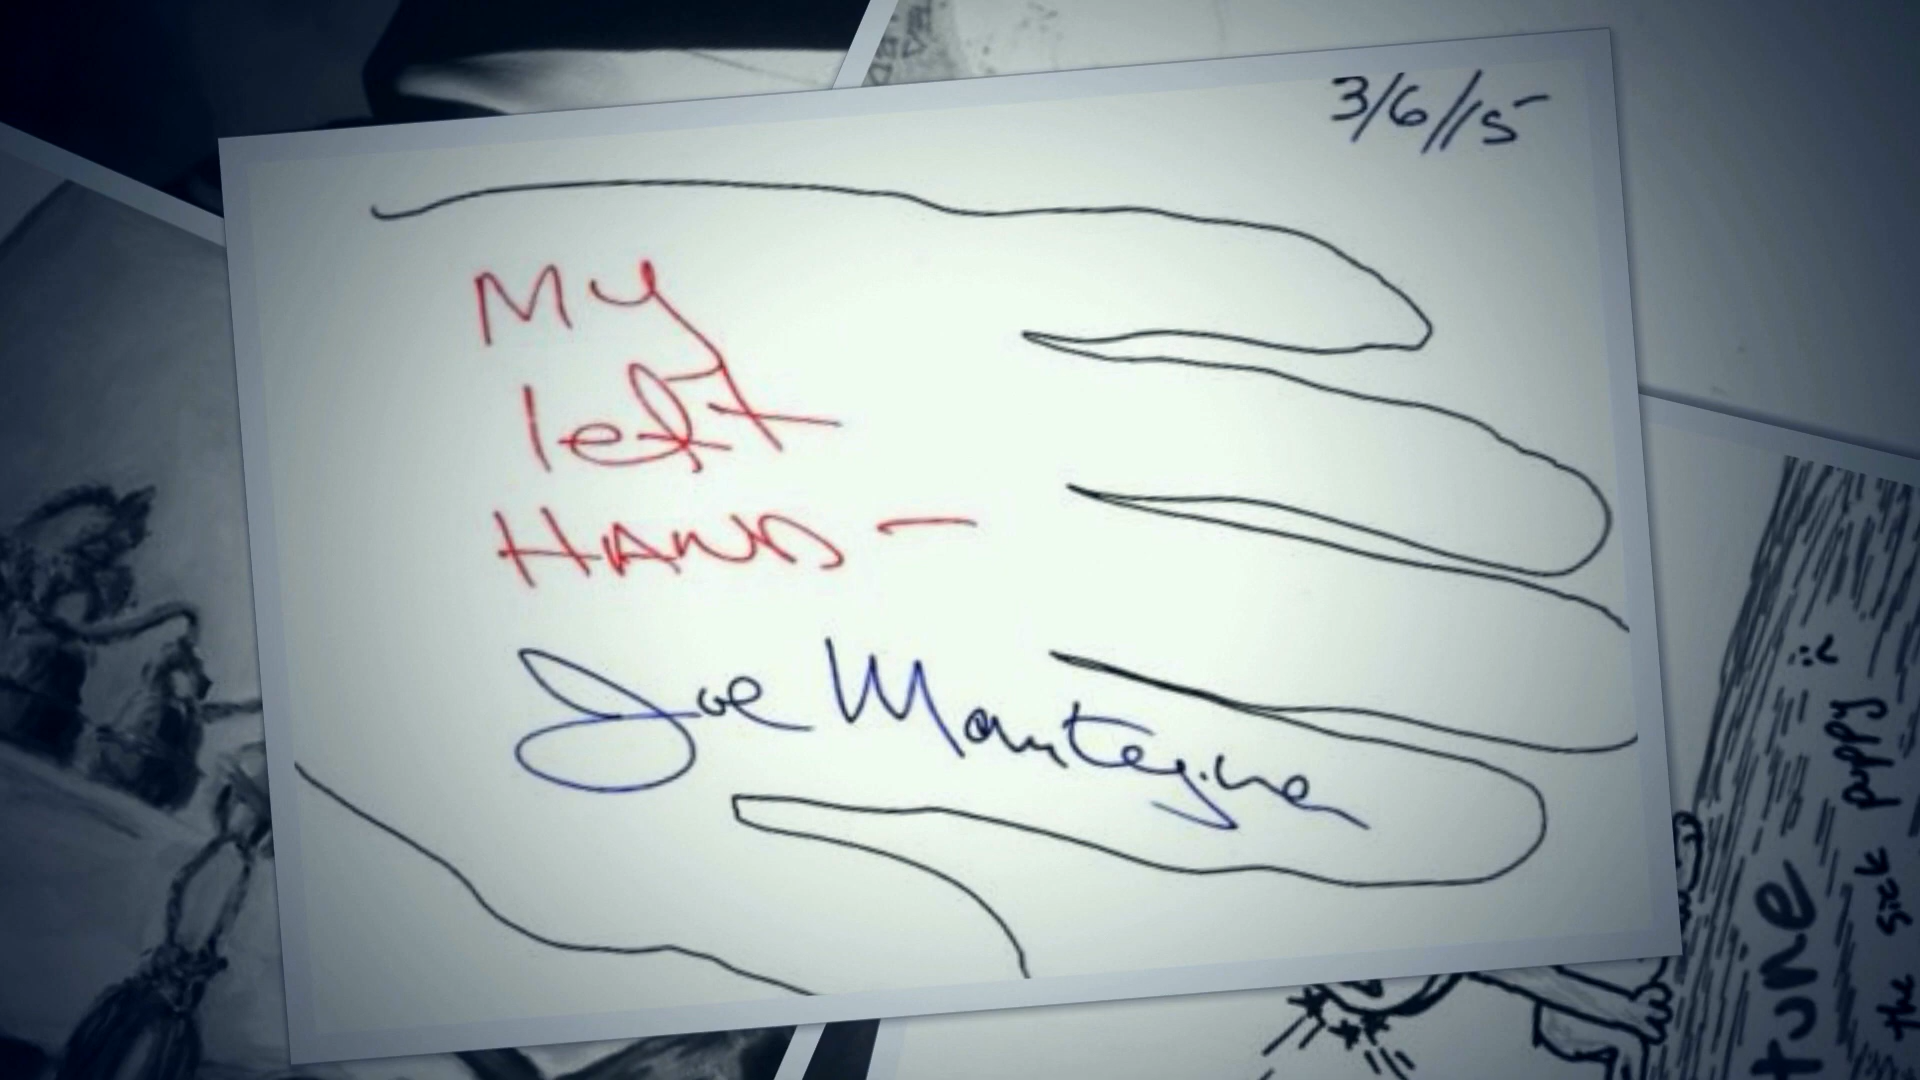 3/6/15
My
left
HAND -
Joe Mantegna
tune
the sick puppy :(